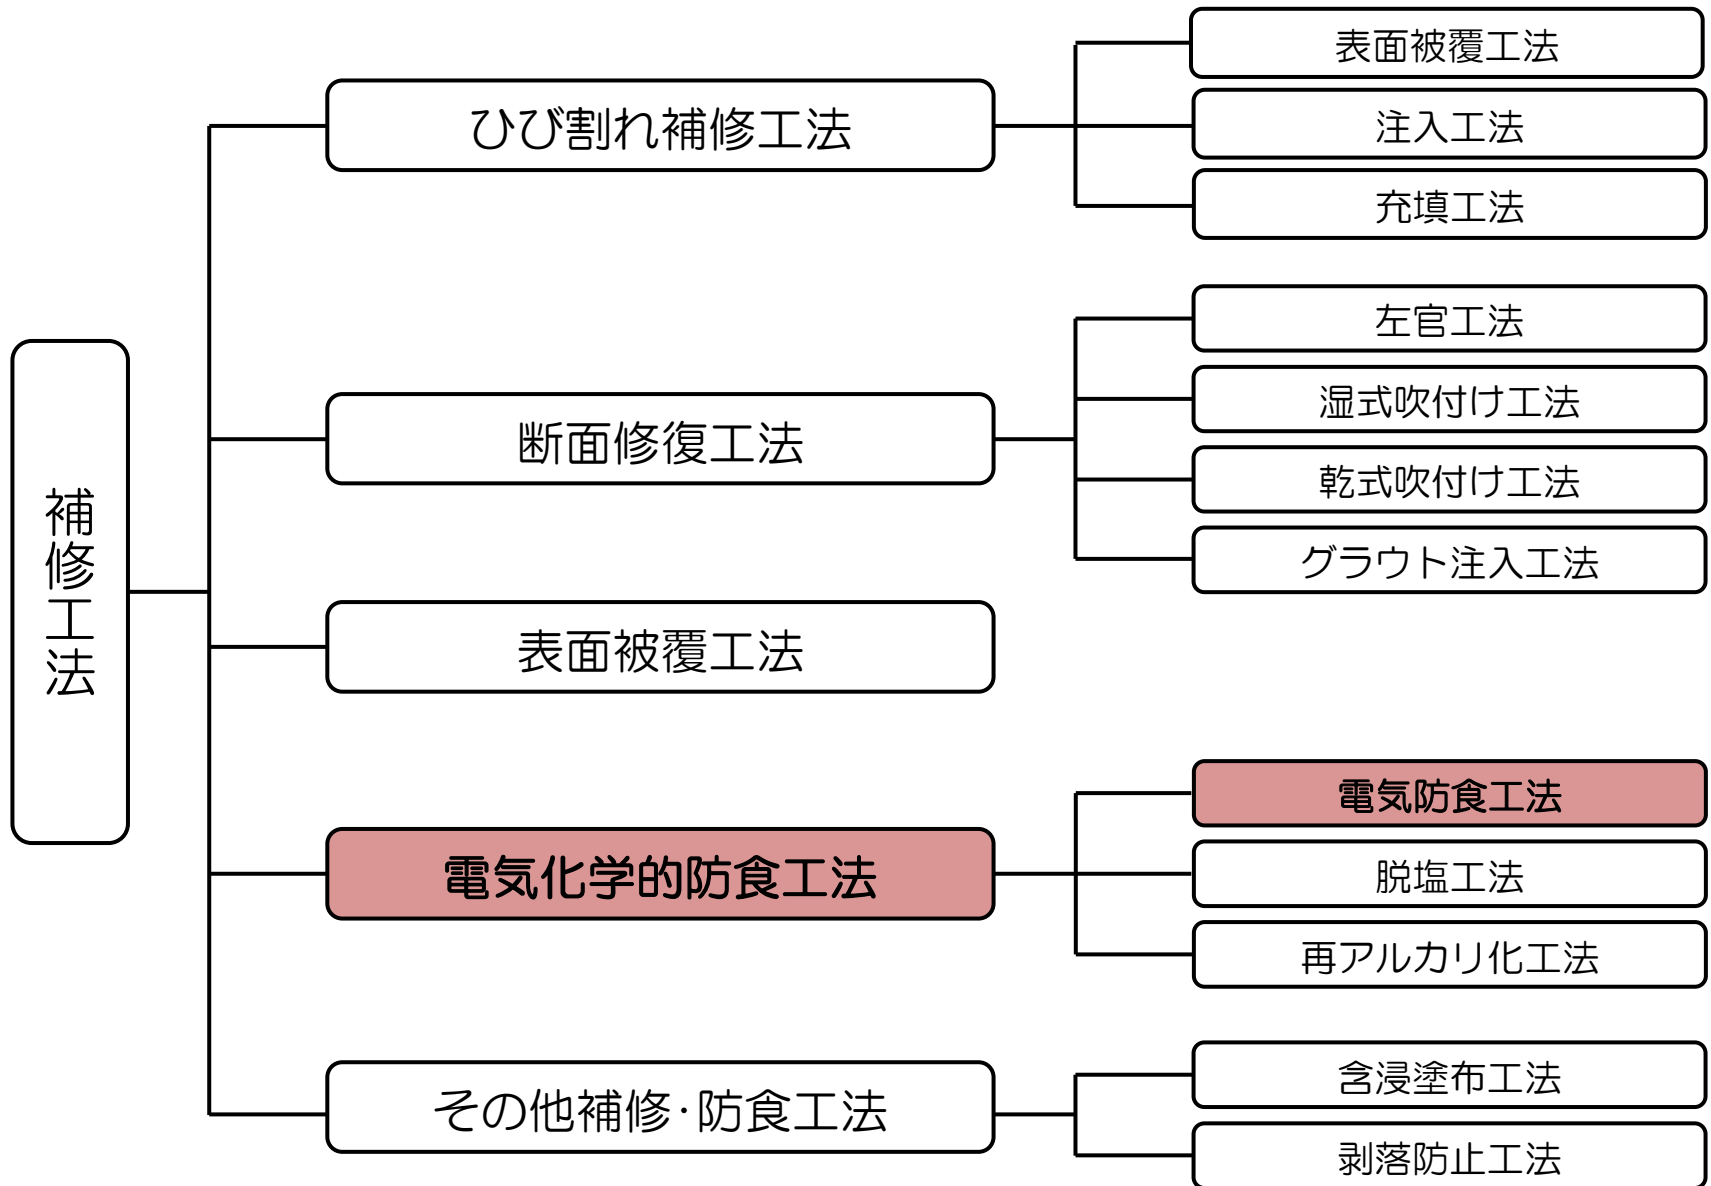 補修工法
ひび割れ補修工法
表面被覆工法
注入工法
充填工法
断面修復工法
左官工法
湿式吹付け工法
乾式吹付け工法
グラウト注入工法
表面被覆工法
電気化学的防食工法
電気防食工法
脱塩工法
再アルカリ化工法
その他補修・防食工法
含浸塗布工法
剥落防止工法